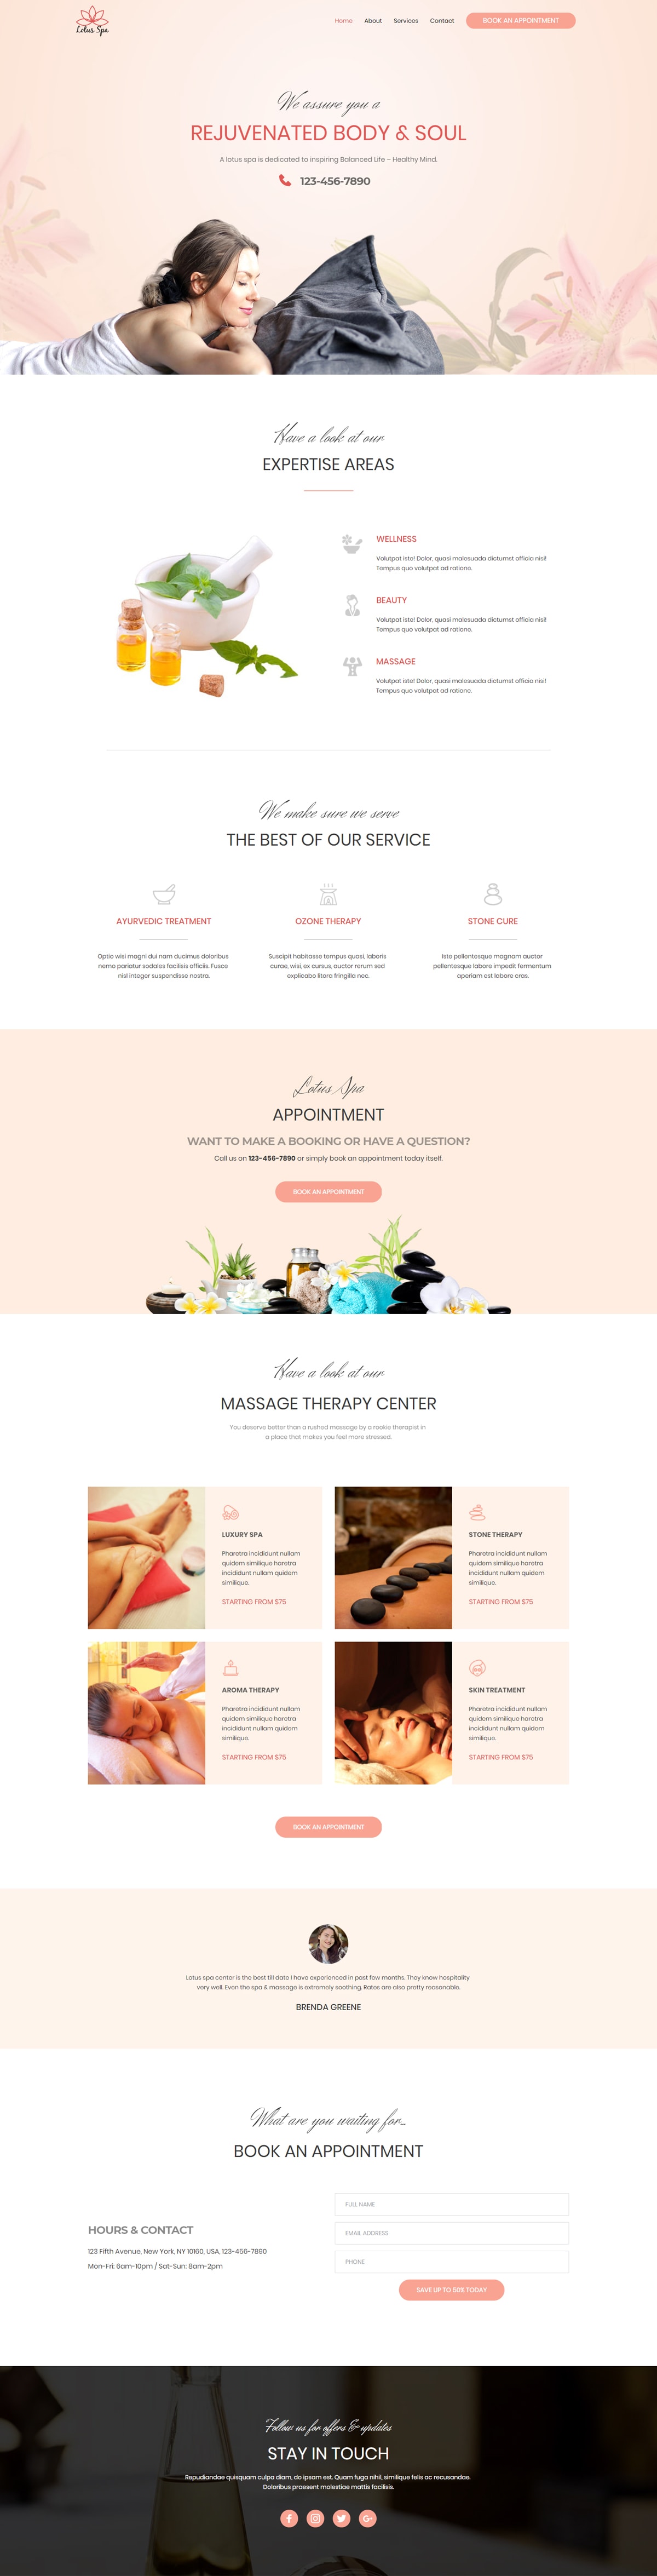 Lotus Spa
Home About Services Contact BOOK AN APPOINTMENT
We assure you a
REJUVENATED BODY & SOUL
A lotus spa is dedicated to inspiring Balanced Life – Healthy Mind.
123-456-7890
Have a look at our
EXPERTISE AREAS
WELLNESS
Volutpat iste! Dolor, quasi malesuada dictumst officia nisi!
Tempus quo volutpat ad ratione.
BEAUTY
Volutpat iste! Dolor, quasi malesuada dictumst officia nisi!
Tempus quo volutpat ad ratione.
MASSAGE
Volutpat iste! Dolor, quasi malesuada dictumst officia nisi!
Tempus quo volutpat ad ratione.
We make sure we serve
THE BEST OF OUR SERVICE
AYURVEDIC TREATMENT
Optio wisi magni dui nam ducimus doloribus
nemo pariatur sodales facilisis officiis. Fusce
nisl integer suspendisse nostra.
OZONE THERAPY
Suscipit habitasse tempus quasi, laboris
curae, wisi, ex cursus, auctor rerum sed
explicabo litora fringilla nec.
STONE CURE
Iste pellentesque magnam auctor
pellentesque labore impedit fermentum
aperiam est labore cras.
Lotus Spa
APPOINTMENT
WANT TO MAKE A BOOKING OR HAVE A QUESTION?
Call us on 123-456-7890 or simply book an appointment today itself.
BOOK AN APPOINTMENT
Have a look at our
MASSAGE THERAPY CENTER
You deserve better than a rushed massage by a rookie therapist in
a place that makes you feel more stressed.
LUXURY SPA
Pharetra incididunt nullam
quidem similique haretra
incididunt nullam quidem
similique.
STARTING FROM $75
STONE THERAPY
Pharetra incididunt nullam
quidem similique haretra
incididunt nullam quidem
similique.
STARTING FROM $75
AROMA THERAPY
Pharetra incididunt nullam
quidem similique haretra
incididunt nullam quidem
similique.
STARTING FROM $75
SKIN TREATMENT
Pharetra incididunt nullam
quidem similique haretra
incididunt nullam quidem
similique.
STARTING FROM $75
BOOK AN APPOINTMENT
Lotus spa center is the best till date I have experienced in past few months. They know hospitality
very well. Even the spa & massage is extremely soothing. Rates are also pretty reasonable.
BRENDA GREENE
What are you waiting for...
BOOK AN APPOINTMENT
HOURS & CONTACT
123 Fifth Avenue, New York, NY 10160, USA, 123-456-7890
Mon-Fri: 6am-10pm / Sat-Sun: 8am-2pm
FULL NAME
EMAIL ADDRESS
PHONE
SAVE UP TO 50% TODAY
Follow us for offers & updates
STAY IN TOUCH
Repudiandae quisquam culpa diam, do ipsam est. Quam fuga nihil, similique felis ac recusandae.
Doloribus praesent molestiae mattis facilisis.